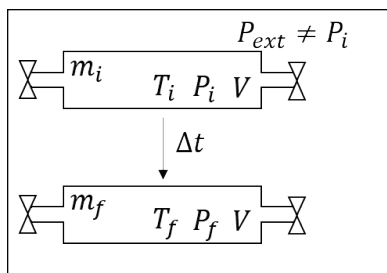 P_ext ≠ P_i
m_i
T_i P_i V
Δt
m_f
T_f P_f V